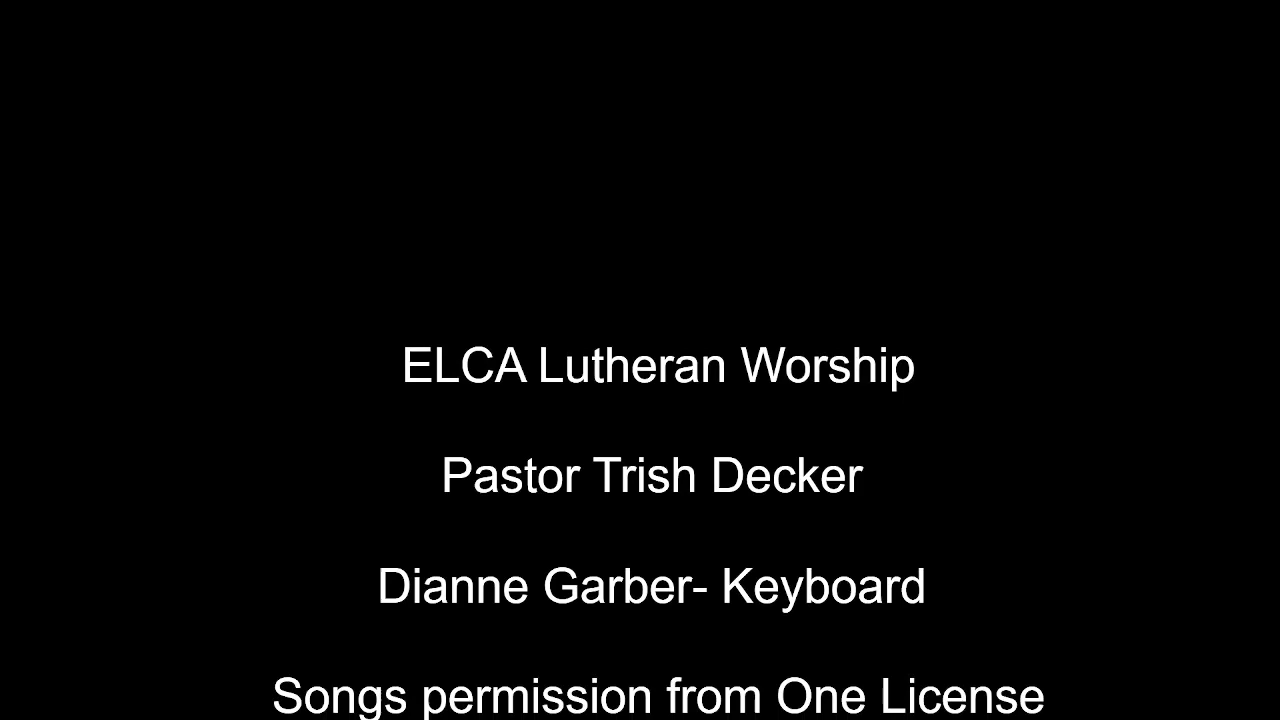 ELCA Lutheran Worship
Pastor Trish Decker
Dianne Garber- Keyboard
Songs permission from One License